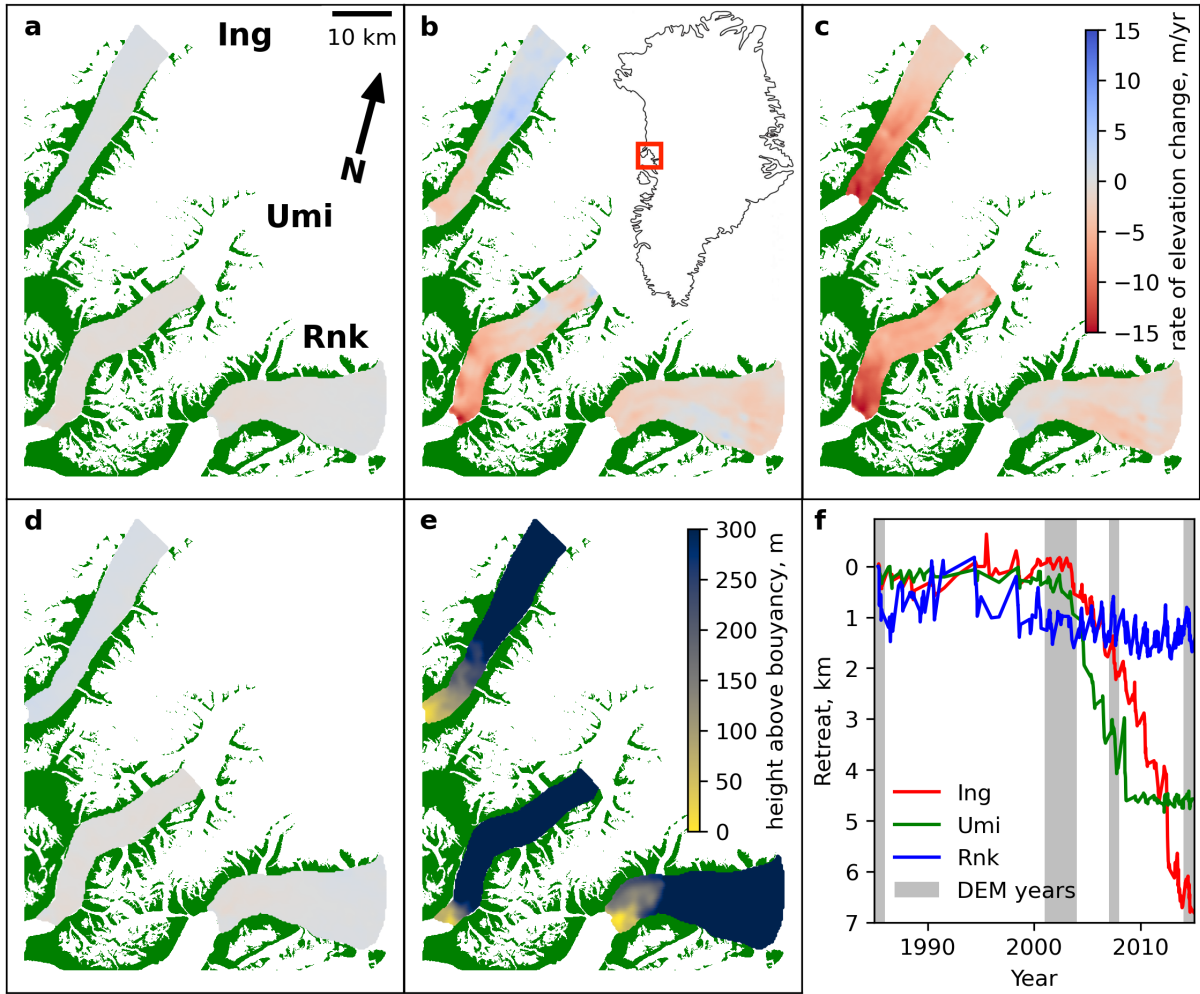 a
Ing
10 km
N
Umi
Rnk
b
c
15
10
5
0
−5
−10
−15
rate of elevation change, m/yr
d
e
300
250
200
150
100
50
0
height above bouyancy, m
f
0
1
2
3
4
5
6
7
Retreat, km
Ing
Umi
Rnk
DEM years
1990
2000
2010
Year